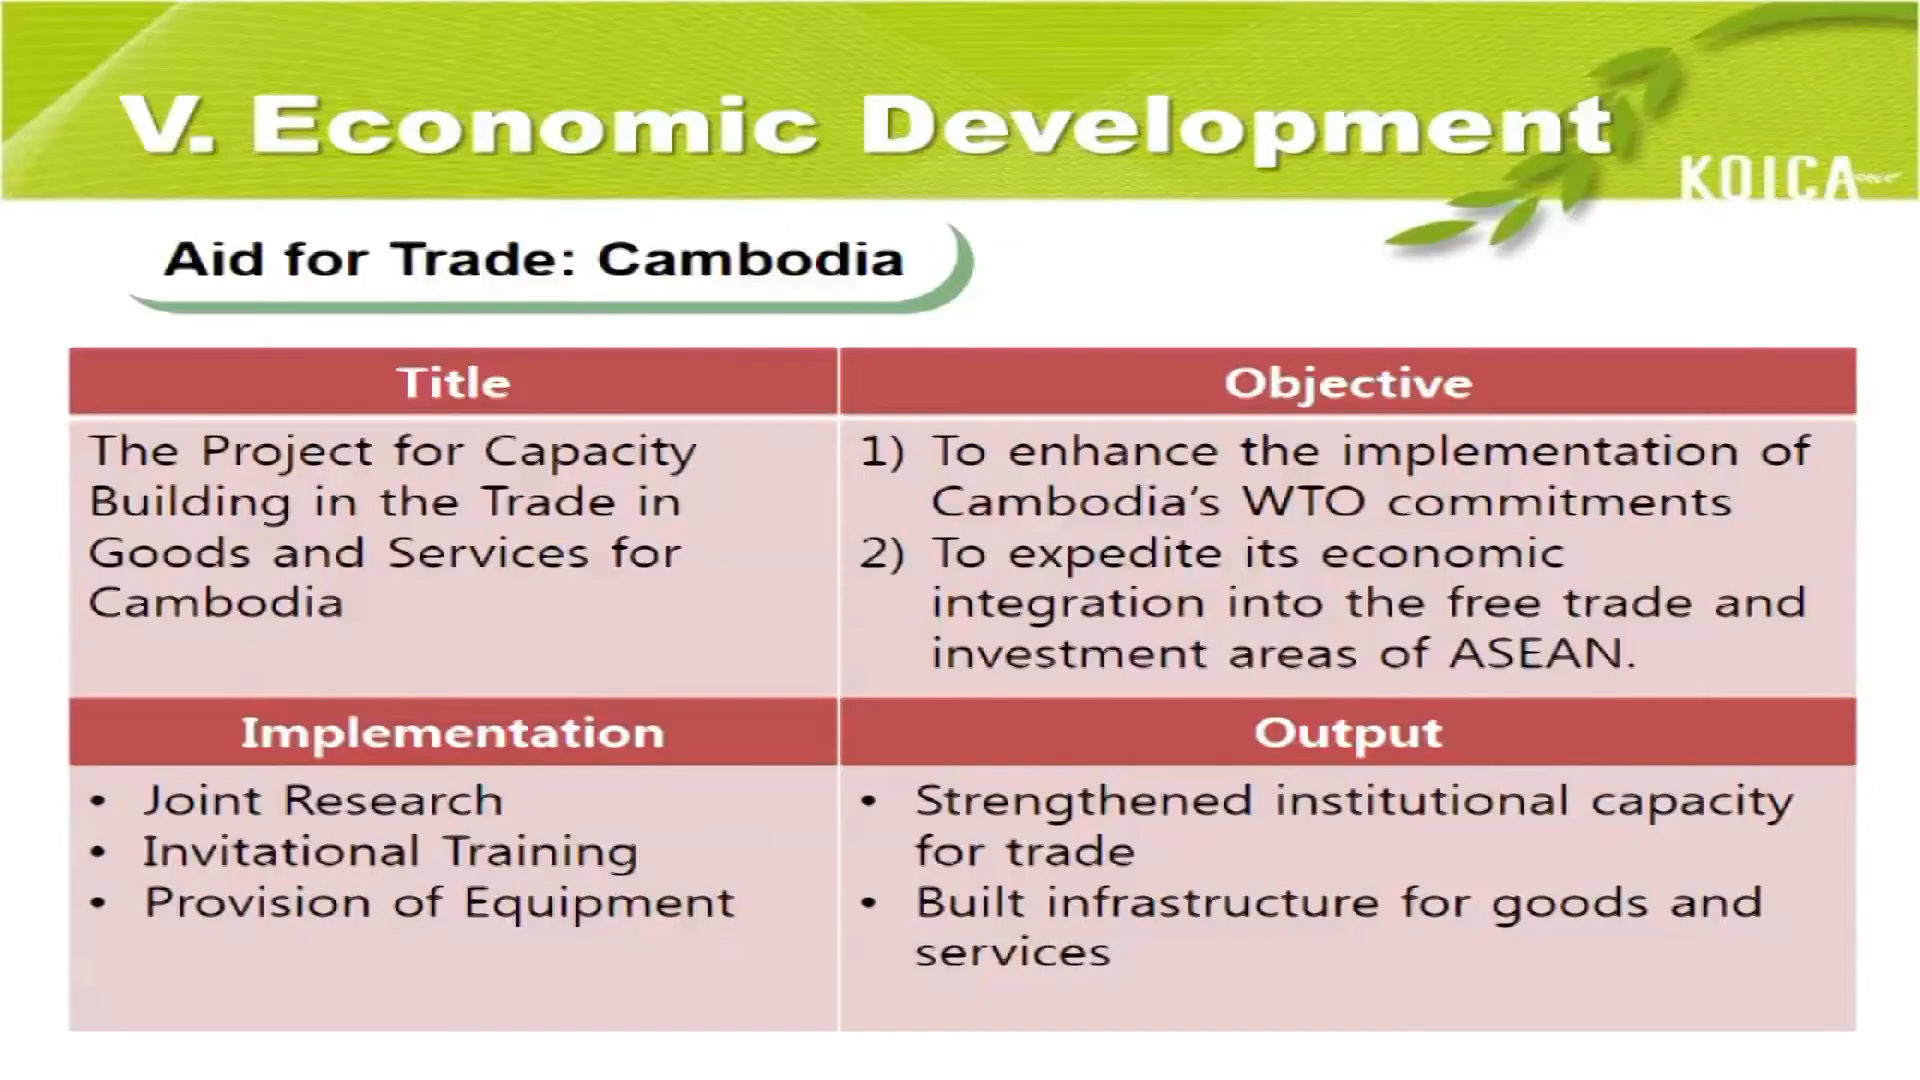 V. Economic Development
KOICA
Aid for Trade: Cambodia
Title
The Project for Capacity
Building in the Trade in
Goods and Services for
Cambodia
Objective
1) To enhance the implementation of
Cambodia’s WTO commitments
2) To expedite its economic
integration into the free trade and
investment areas of ASEAN.
Implementation
• Joint Research
• Invitational Training
• Provision of Equipment
Output
• Strengthened institutional capacity
for trade
• Built infrastructure for goods and
services